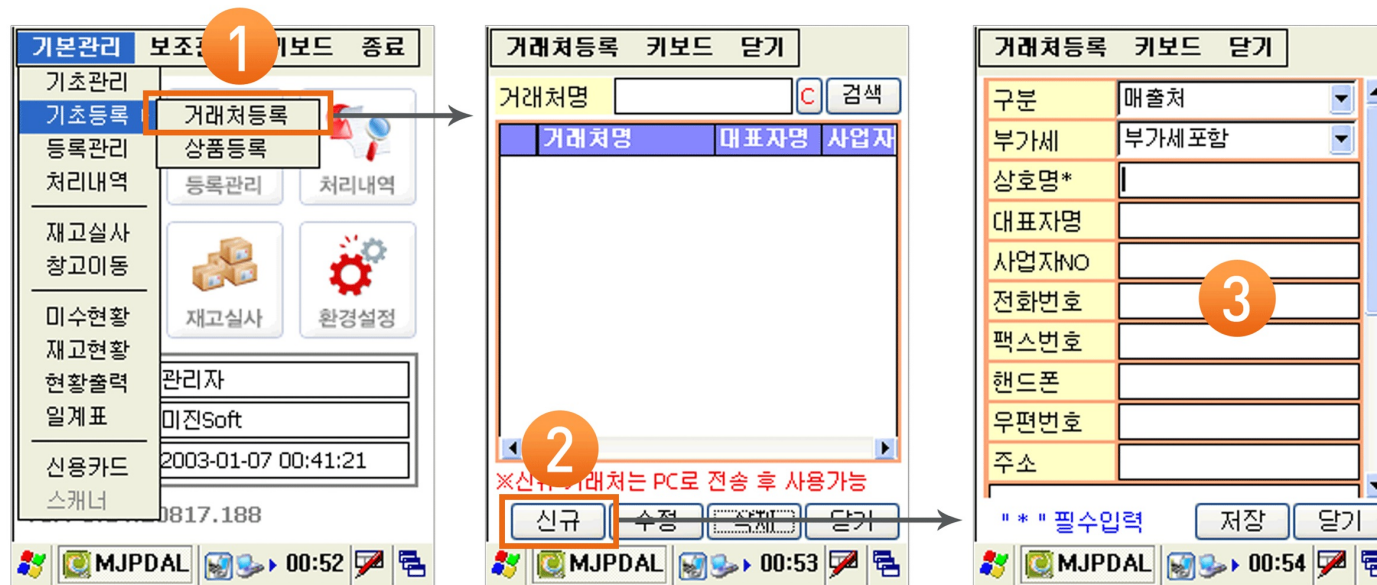 기본관리 보조 키보드 종료
1
기초관리
기초등록
거래처등록
상품등록
등록관리
처리내역
등록관리
처리내역
재고실사
창고이동
재고실사
환경설정
미수현황
재고현황
현황출력
일계표
신용카드
스캐너
관리자
미진Soft
2003-01-07 00:41:21
0817.188
MJPDAL 00:52
거래처등록 키보드 닫기
거래처명 C 검색
거래처명 대표자명 사업자
2
※신규 거래처는 PC로 전송 후 사용가능
신규 수정 삭제 닫기
MJPDAL 00:53
거래처등록 키보드 닫기
구분 매출처
부가세 부가세포함
상호명*
대표자명
사업자NO
전화번호
3
팩스번호
핸드폰
우편번호
주소
"*" 필수입력 저장 닫기
MJPDAL 00:54